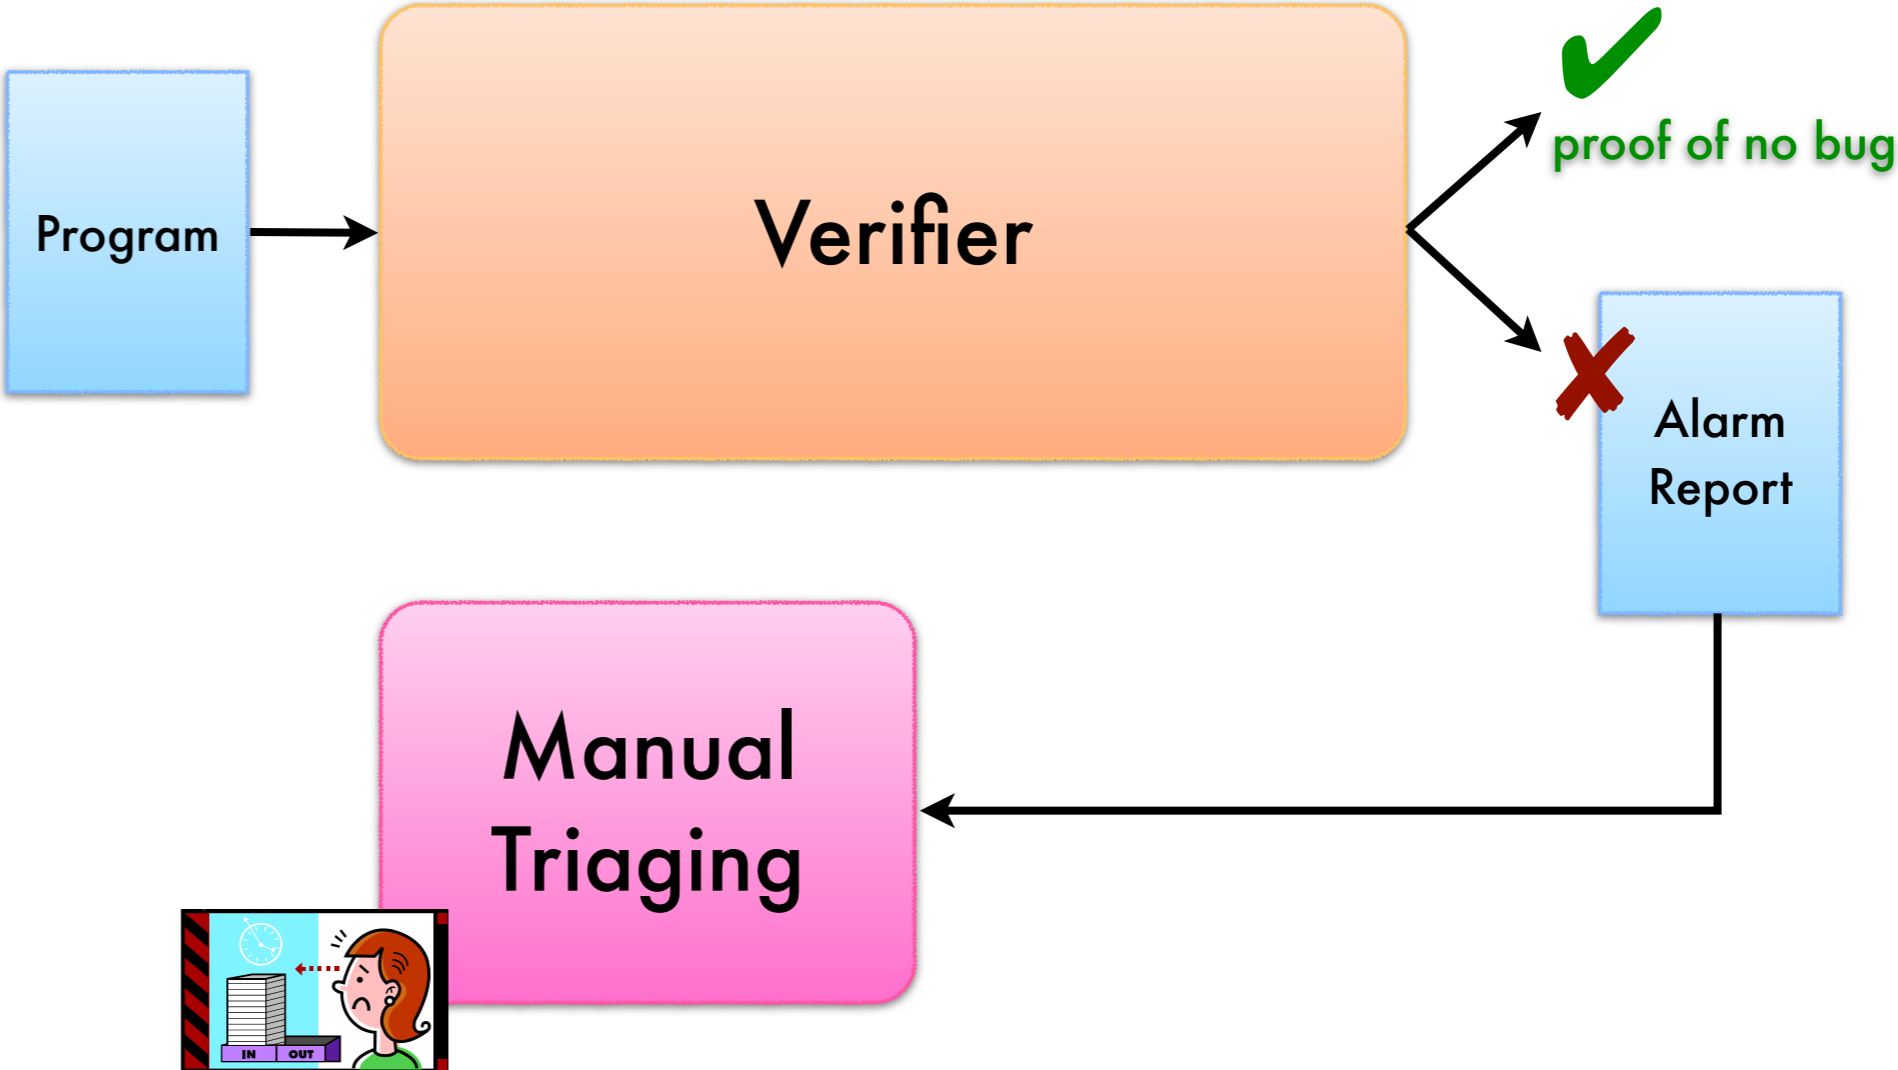 Program
Verifier
proof of no bug
Alarm
Report
Manual
Triaging
IN
OUT